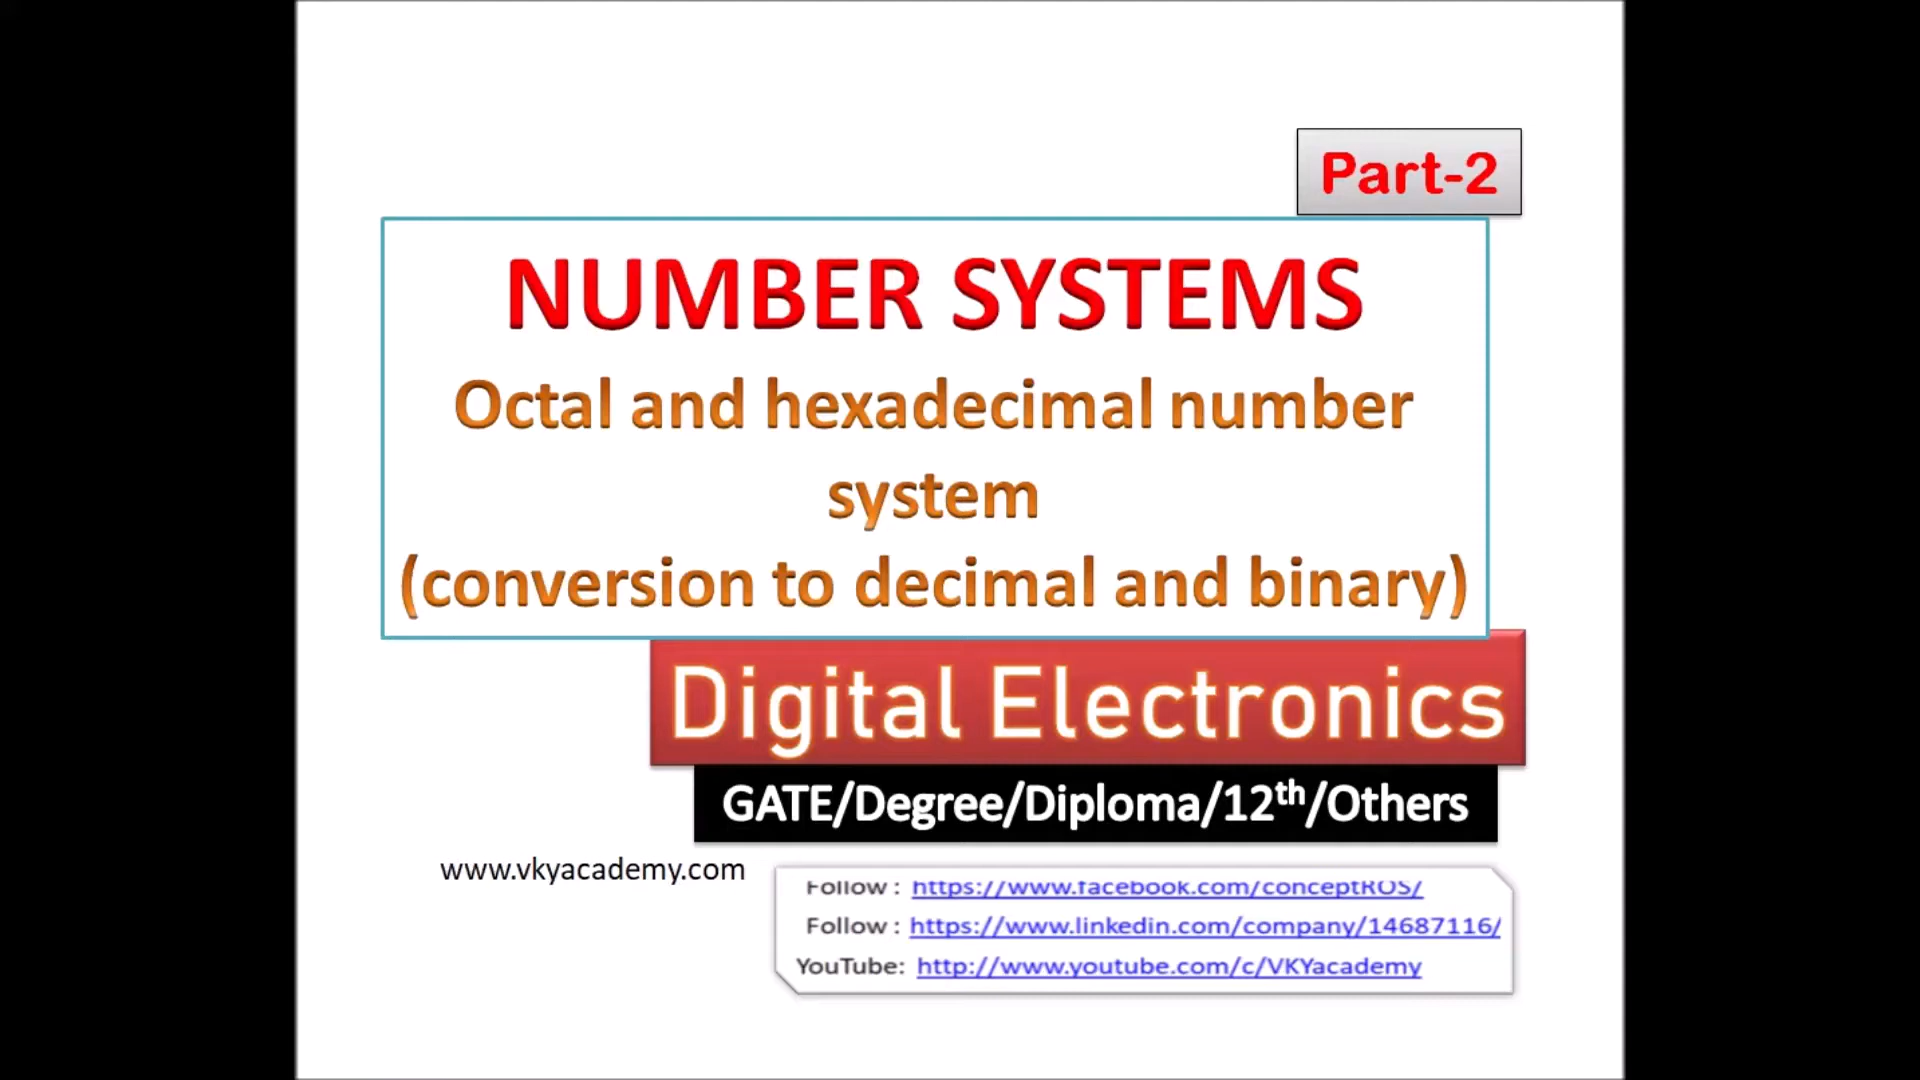 Part-2
NUMBER SYSTEMS
Octal and hexadecimal number
system
(conversion to decimal and binary)
Digital Electronics
GATE/Degree/Diploma/12th/Others
www.vkyacademy.com
Follow : https://www.facebook.com/conceptROS/
Follow : https://www.linkedin.com/company/14687116/
YouTube: http://www.youtube.com/c/VKYacademy